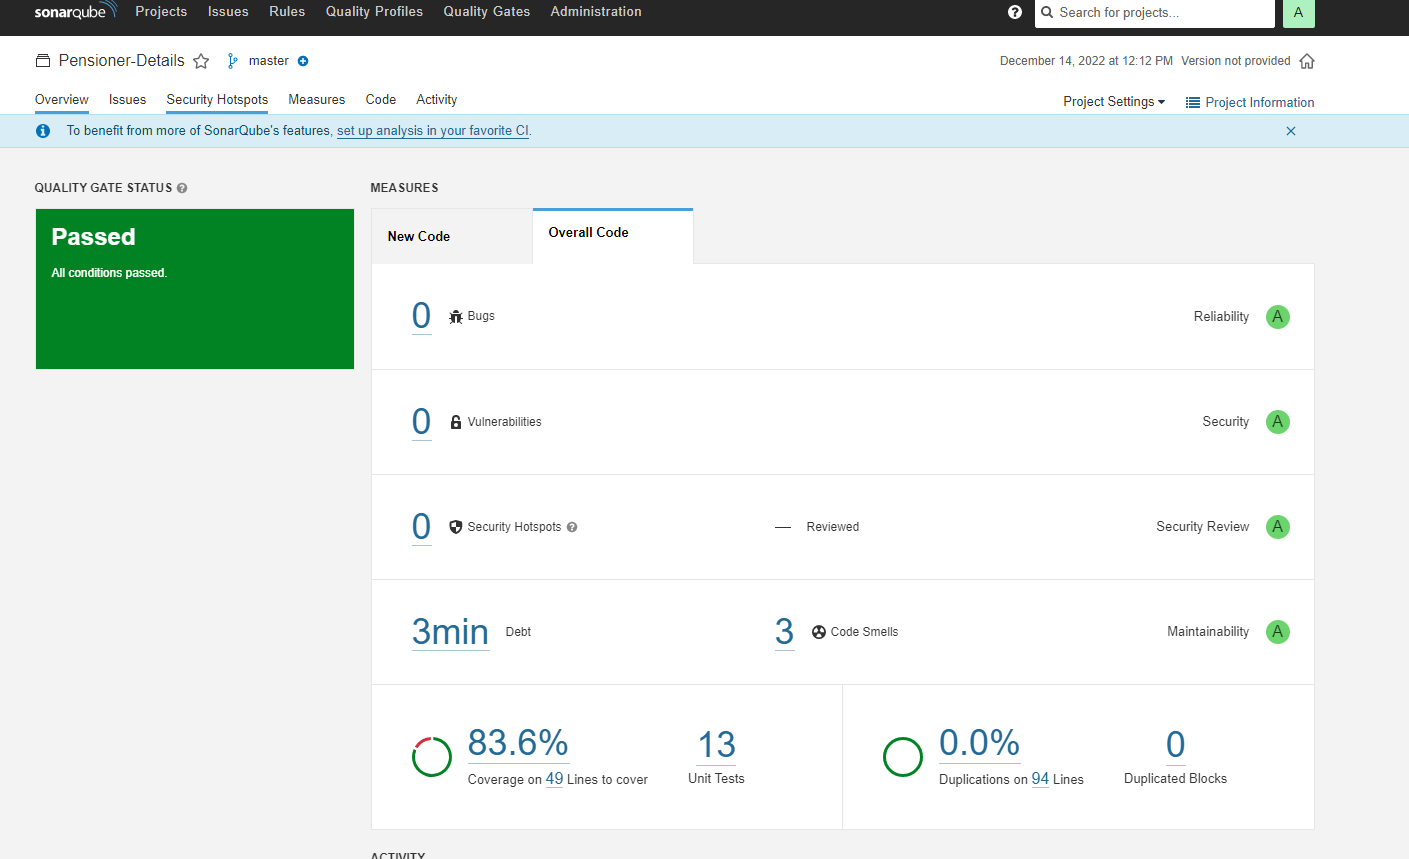 sonarqube Projects Issues Rules Quality Profiles Quality Gates Administration Search for projects... A
Pensioner-Details master December 14, 2022 at 12:12 PM Version not provided
Overview Issues Security Hotspots Measures Code Activity Project Settings Project Information
To benefit from more of SonarQube's features, set up analysis in your favorite CI.
QUALITY GATE STATUS
Passed
All conditions passed.
MEASURES
New Code
Overall Code
0 Bugs Reliability A
0 Vulnerabilities Security A
0 Security Hotspots — Reviewed Security Review A
3min Debt 3 Code Smells Maintainability A
83.6%
Coverage on 49 Lines to cover
13
Unit Tests
0.0%
Duplications on 94 Lines
0
Duplicated Blocks
ACTIVITY